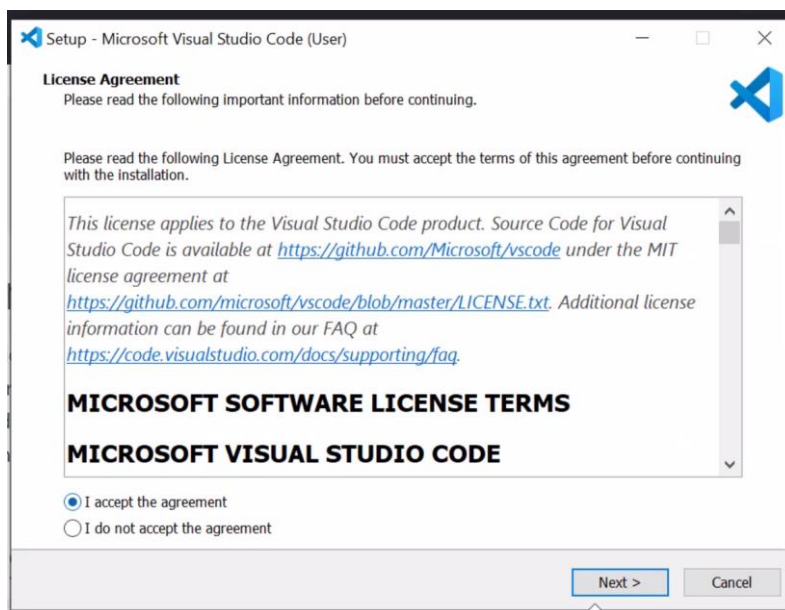 Setup - Microsoft Visual Studio Code (User)
License Agreement
Please read the following important information before continuing.
Please read the following License Agreement. You must accept the terms of this agreement before continuing
with the installation.
This license applies to the Visual Studio Code product. Source Code for Visual
Studio Code is available at https://github.com/Microsoft/vscode under the MIT
license agreement at
https://github.com/microsoft/vscode/blob/master/LICENSE.txt. Additional license
information can be found in our FAQ at
https://code.visualstudio.com/docs/supporting/faq.
MICROSOFT SOFTWARE LICENSE TERMS
MICROSOFT VISUAL STUDIO CODE
I accept the agreement
I do not accept the agreement
Next >
Cancel